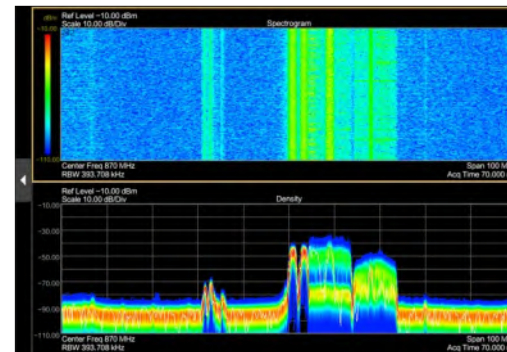 Ref Level -10.00 dBm
dBm Scale 10.00 dB/Div Spectrogram
-10.00
-110.00
Center Freq 870 MHz Span 100 M
RBW 393.708 kHz Acq Time 70.000
Ref Level -10.00 dBm
Scale 10.00 dB/Div Density
-10.00
-30.00
-50.00
-70.00
-90.00
-110.00
Center Freq 870 MHz Span 100 M
RBW 393.708 kHz Acq Time 70.000